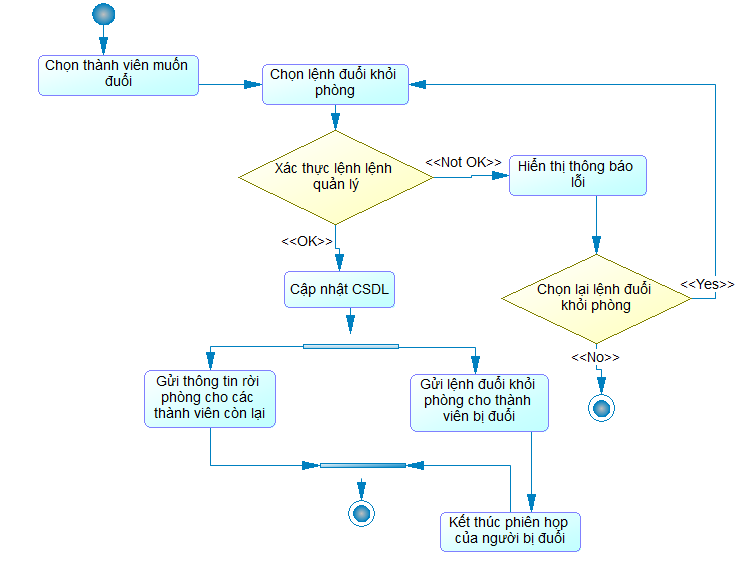 Chọn thành viên muốn
đuổi
Chọn lệnh đuổi khỏi
phòng
Xác thực lệnh lệnh
quản lý
<<Not OK>>
Hiển thị thông báo
lỗi
<<OK>>
Cập nhật CSDL
Chọn lại lệnh đuổi
khỏi phòng
<<Yes>>
<<No>>
Gửi thông tin rời
phòng cho các
thành viên còn lại
Gửi lệnh đuổi khỏi
phòng cho thành
viên bị đuổi
Kết thúc phiên họp
của người bị đuổi